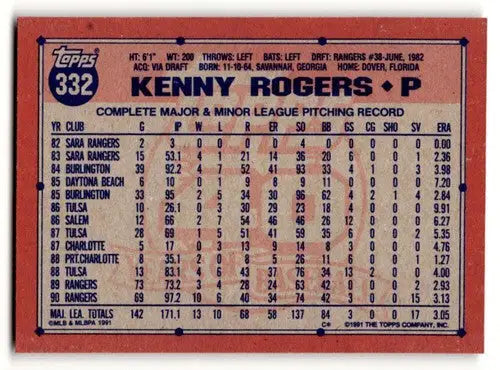 topps
332
HT: 6'1" WT: 200 THROWS: LEFT BATS: LEFT DRFT: RANGERS #38-JUNE, 1982
ACQ: VIA DRAFT BORN: 11-10-64, SAVANNAH, GEORGIA HOME: DOVER, FLORIDA
KENNY ROGERS • P
COMPLETE MAJOR & MINOR LEAGUE PITCHING RECORD
YR CLUB G IP W L R ER SO BB GS CG SHO SV ERA
82 SARA RANGERS 2 3 0 0 0 0 4 0 0 0 0 0 0.00
83 SARA RANGERS 15 53.1 4 1 21 14 36 20 6 0 0 1 2.36
84 BURLINGTON 39 92.2 4 7 52 41 93 33 4 1 0 3 3.98
85 DAYTONA BEACH 6 10 0 1 9 8 9 11 0 0 0 0 7.20
85 BURLINGTON 33 95 2 5 34 30 96 62 4 2 1 4 2.84
86 TULSA 10 26.1 0 3 30 29 23 18 4 0 0 0 9.91
86 SALEM 12 66 2 7 54 46 46 26 12 0 0 0 6.27
87 TULSA 28 69 1 5 51 41 59 35 6 0 0 2 5.35
87 PT.CHARLOTTE 5 17 0 3 13 9 14 8 3 0 0 0 4.76
88 PRT.CHARLOTTE 8 35.1 2 0 8 5 26 11 6 0 0 1 1.27
88 TULSA 13 83.1 4 6 43 37 76 34 13 2 0 0 4.00
89 RANGERS 73 73.2 3 4 28 24 63 42 0 0 0 2 2.93
90 RANGERS 69 97.2 10 6 40 34 74 42 3 0 0 15 3.13
MAJ. LEA. TOTALS 142 171.1 13 10 68 58 137 84 3 0 0 17 3.05
©MLB & MLBPA 1991 C* ©1991 THE TOPPS COMPANY, INC.